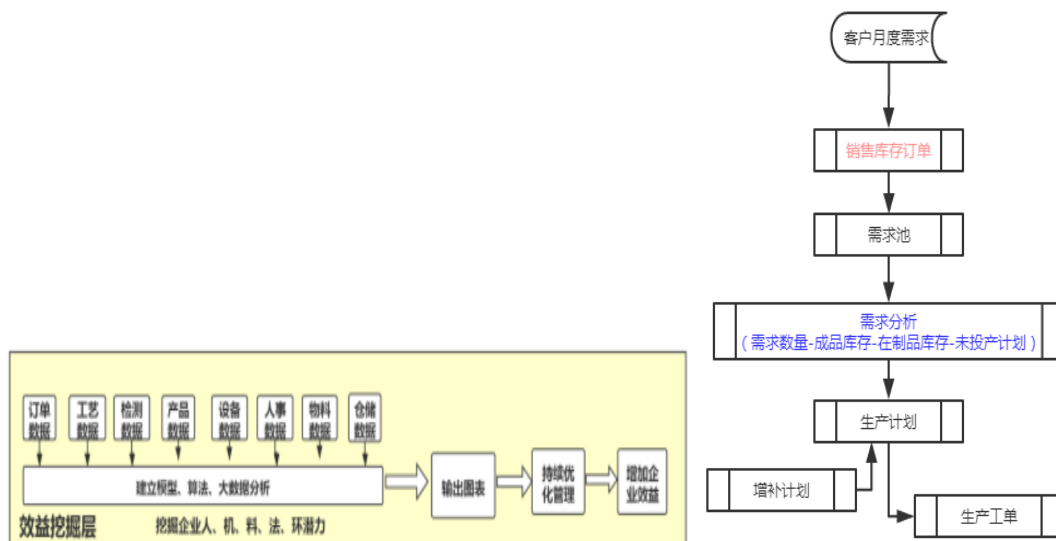 客户月度需求
销售库存订单
需求池
需求分析
（需求数量-成品库存-在制品库存-未投产计划）
生产计划
增补计划
生产工单
订单
数据
工艺
数据
检测
数据
产品
数据
设备
数据
人事
数据
物料
数据
仓储
数据
建立模型、算法、大数据分析
输出图表
持续优
化管理
增加企
业效益
效益挖掘层
挖掘企业人、机、料、法、环潜力